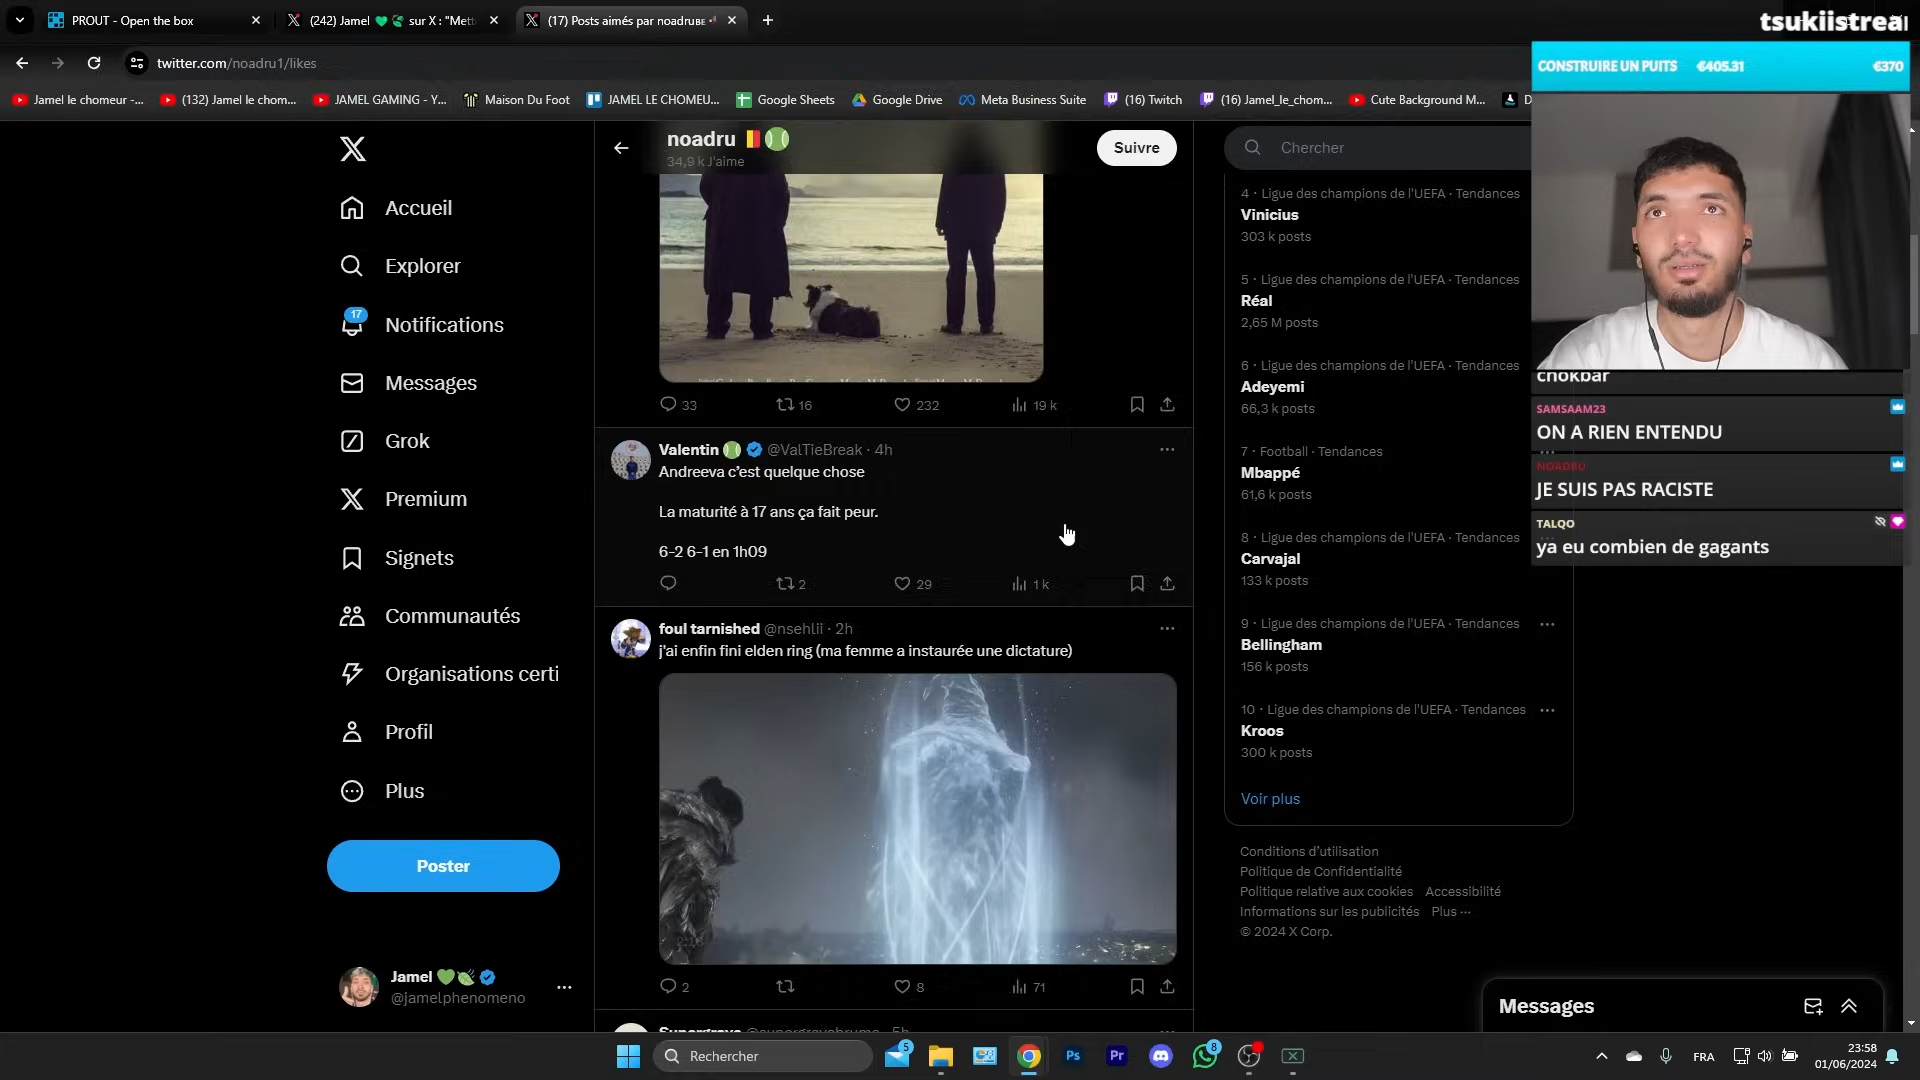 PROUT - Open the box
(242) Jamel 💚🍃 sur X : "Mett
(17) Posts aimés par noadruʙᴇ
tsukiistrear
twitter.com/noadru1/likes
CONSTRUIRE UN PUITS €405.31 €370
Jamel le chomeur -...
(132) Jamel le chom...
JAMEL GAMING - Y...
Maison Du Foot
JAMEL LE CHOMEU...
Google Sheets
Google Drive
Meta Business Suite
(16) Twitch
(16) Jamel_le_chom...
Cute Background M...
D
noadru 🇧🇪🎾
34,9 k J'aime
Suivre
Chercher
Accueil
Explorer
17
Notifications
Messages
Grok
Premium
Signets
Communautés
Organisations certi
Profil
Plus
Poster
Jamel 💚🍃
@jamelphenomeno
33 16 232 19 k
Valentin 🎾 @ValTieBreak · 4h
Andreeva c'est quelque chose
La maturité à 17 ans ça fait peur.
6-2 6-1 en 1h09
2 29 1 k
foul tarnished @nsehlii · 2h
j'ai enfin fini elden ring (ma femme a instaurée une dictature)
2 8 71
4 · Ligue des champions de l'UEFA · Tendances
Vinicius
303 k posts
5 · Ligue des champions de l'UEFA · Tendances
Réal
2,65 M posts
6 · Ligue des champions de l'UEFA · Tendances
Adeyemi
66,3 k posts
7 · Football · Tendances
Mbappé
61,6 k posts
8 · Ligue des champions de l'UEFA · Tendances
Carvajal
133 k posts
9 · Ligue des champions de l'UEFA · Tendances
Bellingham
156 k posts
10 · Ligue des champions de l'UEFA · Tendances
Kroos
300 k posts
Voir plus
Conditions d'utilisation
Politique de Confidentialité
Politique relative aux cookies Accessibilité
Informations sur les publicités Plus ···
© 2024 X Corp.
chokbar
SAMSAAM23
ON A RIEN ENTENDU
NOADRU
JE SUIS PAS RACISTE
TALQO
ya eu combien de gagants
Messages
Rechercher
5
Ps
Pr
8
FRA
23:58
01/06/2024